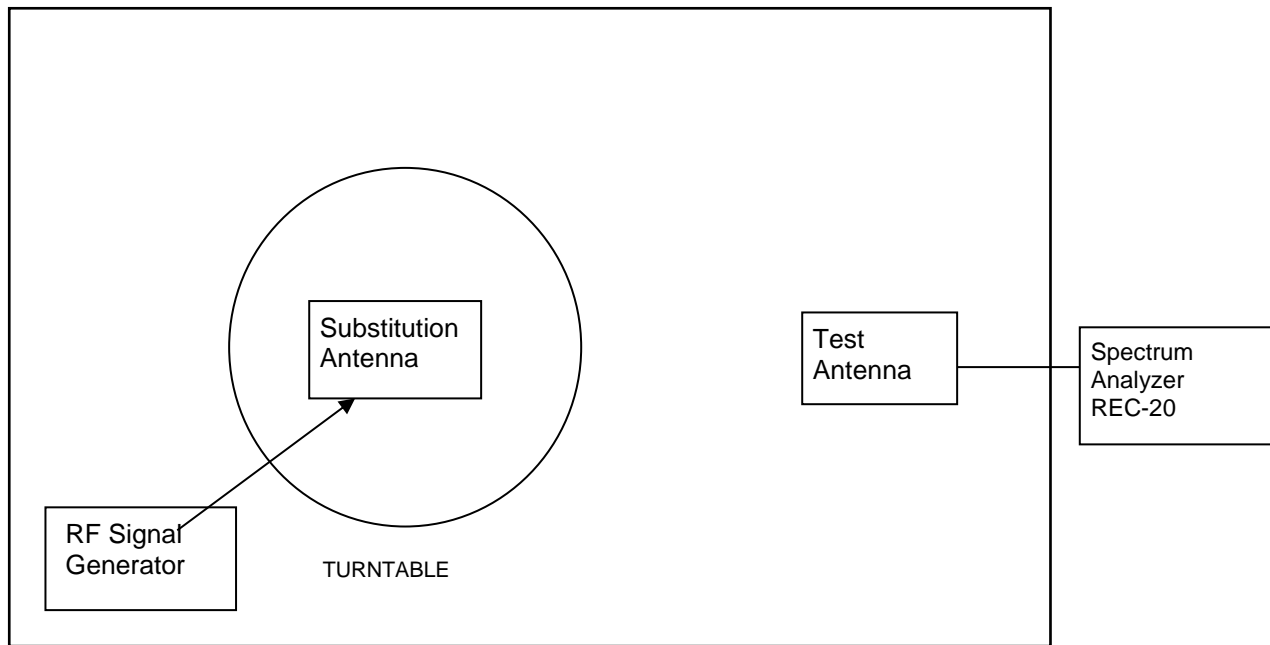 Substitution
Antenna
Test
Antenna
Spectrum
Analyzer
REC-20
RF Signal
Generator
TURNTABLE